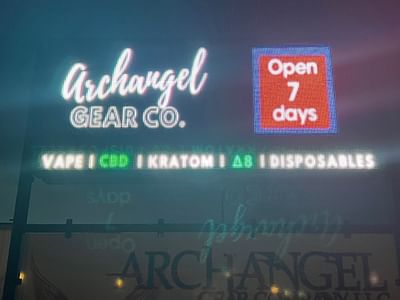 Archangel
GEAR CO.
Open
7
days
VAPE | CBD | KRATOM | Δ8 | DISPOSABLES
ARCHANGEL